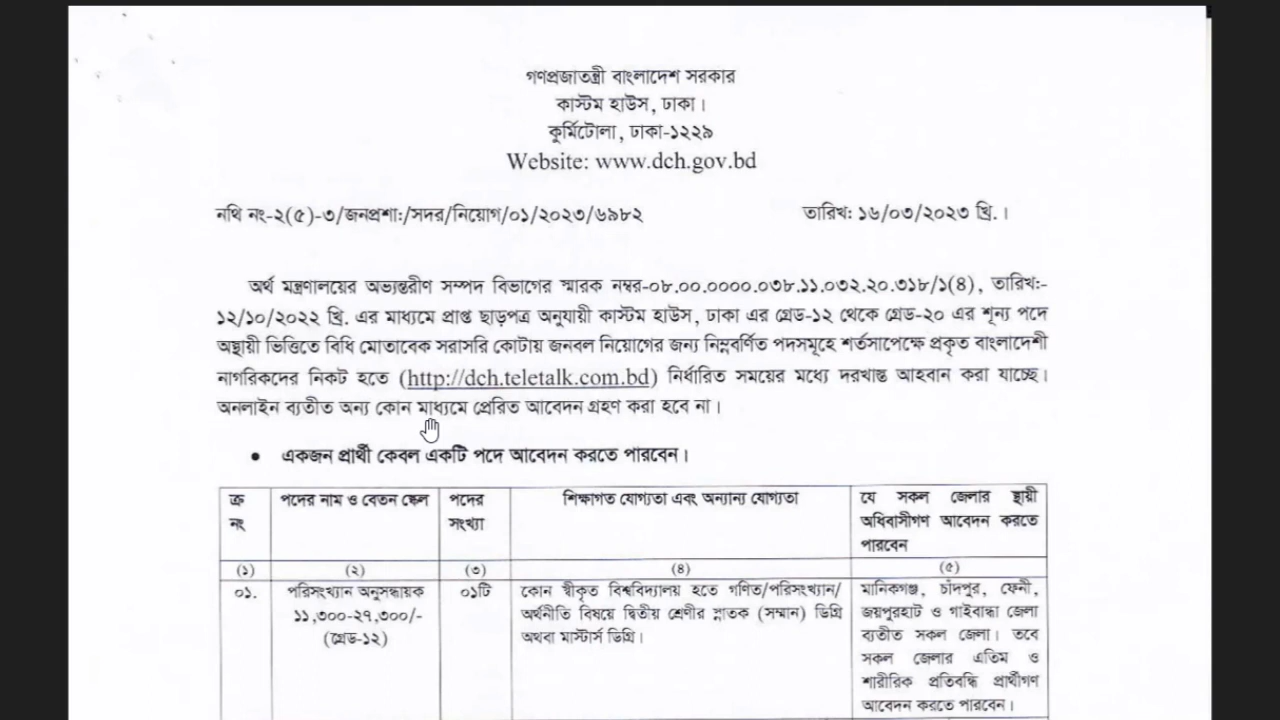 গণপ্রজাতন্ত্রী বাংলাদেশ সরকার
কাস্টম হাউস, ঢাকা।
কুর্মিটোলা, ঢাকা-১২২৯
Website: www.dch.gov.bd
নথি নং-২(৫)-৩/জনপ্রশাঃ/সদর/নিয়োগ/০১/২০২৩/৬৯৮২ তারিখ: ১৬/০৩/২০২৩ খ্রি.।
অর্থ মন্ত্রণালয়ের অভ্যন্তরীণ সম্পদ বিভাগের স্মারক নম্বর-০৮.০০.০০০০.০৩৮.১১.০৩২.২০.৩১৮/১(৪), তারিখ:-
১২/১০/২০২২ খ্রি. এর মাধ্যমে প্রাপ্ত ছাড়পত্র অনুযায়ী কাস্টম হাউস, ঢাকা এর গ্রেড-১২ থেকে গ্রেড-২০ এর শূন্য পদে
অস্থায়ী ভিত্তিতে বিধি মোতাবেক সরাসরি কোটায় জনবল নিয়োগের জন্য নিম্নবর্ণিত পদসমূহে শর্তসাপেক্ষে প্রকৃত বাংলাদেশী
নাগরিকদের নিকট হতে (http://dch.teletalk.com.bd) নির্ধারিত সময়ের মধ্যে দরখাস্ত আহবান করা যাচ্ছে।
অনলাইন ব্যতীত অন্য কোন মাধ্যমে প্রেরিত আবেদন গ্রহণ করা হবে না।
• একজন প্রার্থী কেবল একটি পদে আবেদন করতে পারবেন।
ক্র নং
পদের নাম ও বেতন স্কেল
পদের সংখ্যা
শিক্ষাগত যোগ্যতা এবং অন্যান্য যোগ্যতা
যে সকল জেলার স্থায়ী
অধিবাসীগণ আবেদন করতে
পারবেন
(১) (২) (৩) (৪) (৫)
০১.
পরিসংখ্যান অনুসন্ধায়ক
১১,৩০০-২৭,৩০০/-
(গ্রেড-১২)
০১টি
কোন স্বীকৃত বিশ্ববিদ্যালয় হতে গণিত/পরিসংখ্যান/
অর্থনীতি বিষয়ে দ্বিতীয় শ্রেণীর স্নাতক (সম্মান) ডিগ্রি
অথবা মাস্টার্স ডিগ্রি।
মানিকগঞ্জ, চাঁদপুর, ফেনী,
জয়পুরহাট ও গাইবান্ধা জেলা
ব্যতীত সকল জেলা। তবে
সকল জেলার এতিম ও
শারীরিক প্রতিবন্ধি প্রার্থীগণ
আবেদন করতে পারবেন।